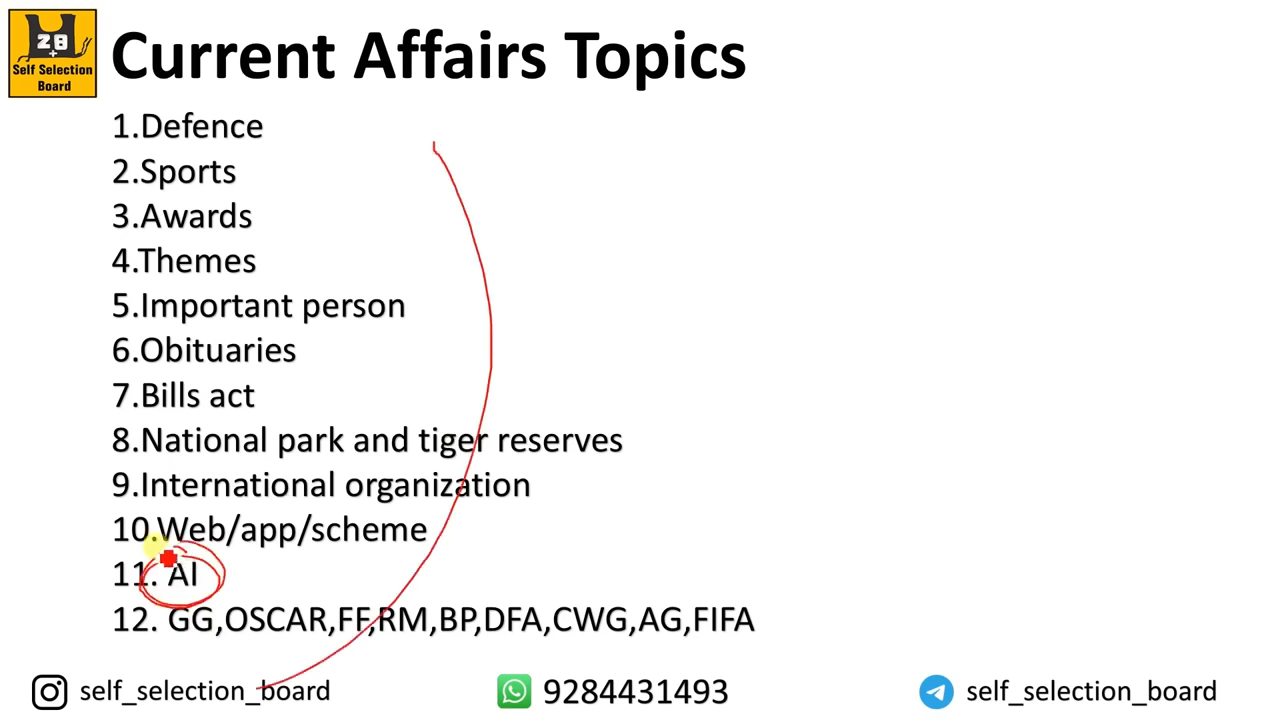 28
+
Self Selection
Board
Current Affairs Topics
1.Defence
2.Sports
3.Awards
4.Themes
5.Important person
6.Obituaries
7.Bills act
8.National park and tiger reserves
9.International organization
10.Web/app/scheme
11. AI
12. GG,OSCAR,FF,RM,BP,DFA,CWG,AG,FIFA
self_selection_board
9284431493
self_selection_board